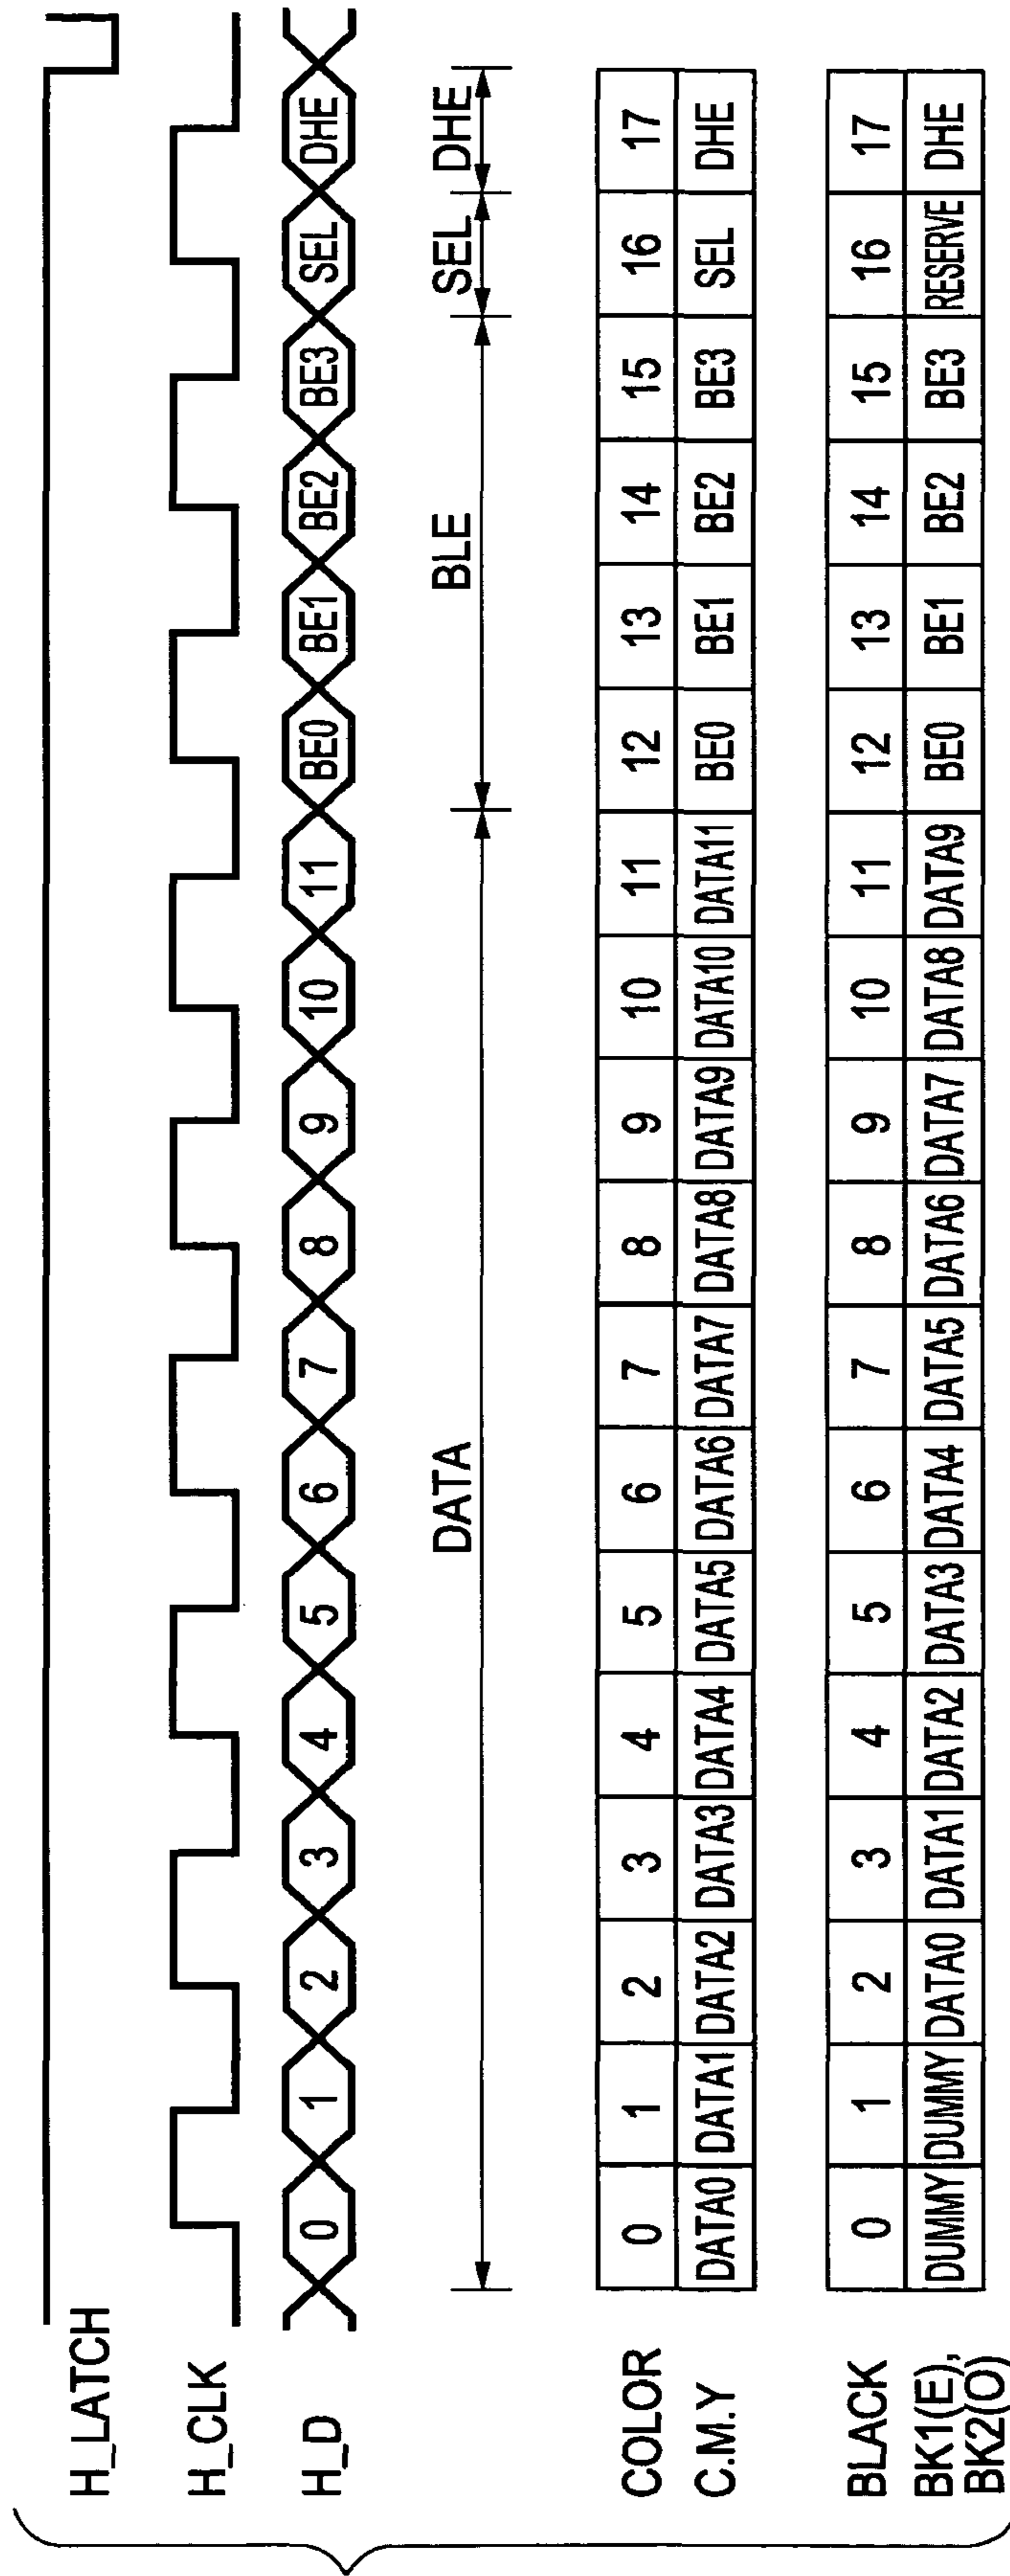 H_LATCH
H_CLK
H_D 0 1 2 3 4 5 6 7 8 9 10 11 BE0 BE1 BE2 BE3 SEL DHE
DATA BLE SEL DHE
COLOR 0 1 2 3 4 5 6 7 8 9 10 11 12 13 14 15 16 17
C.M.Y DATA0 DATA1 DATA2 DATA3 DATA4 DATA5 DATA6 DATA7 DATA8 DATA9 DATA10 DATA11 BE0 BE1 BE2 BE3 SEL DHE
BLACK 0 1 2 3 4 5 6 7 8 9 10 11 12 13 14 15 16 17
BK1(E), DUMMY DUMMY DATA0 DATA1 DATA2 DATA3 DATA4 DATA5 DATA6 DATA7 DATA8 DATA9 BE0 BE1 BE2 BE3 RESERVE DHE
BK2(O)